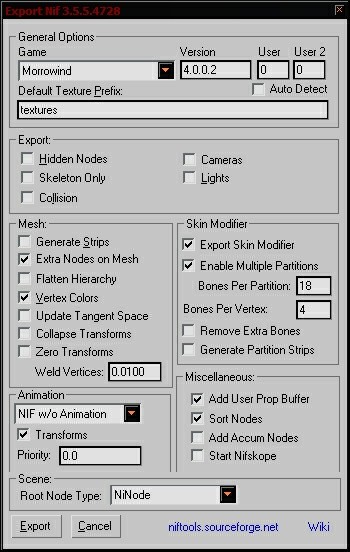 Export Nif 3.5.5.4728
General Options
Game Version User User 2
Morrowind 4.0.0.2 0 0
Default Texture Prefix: Auto Detect
textures
Export:
Hidden Nodes Cameras
Skeleton Only Lights
Collision
Mesh:
Generate Strips
Extra Nodes on Mesh
Flatten Hierarchy
Vertex Colors
Update Tangent Space
Collapse Transforms
Zero Transforms
Weld Vertices: 0.0100
Skin Modifier
Export Skin Modifier
Enable Multiple Partitions
Bones Per Partition: 18
Bones Per Vertex: 4
Remove Extra Bones
Generate Partition Strips
Animation
NIF w/o Animation
Transforms
Priority: 0.0
Miscellaneous:
Add User Prop Buffer
Sort Nodes
Add Accum Nodes
Start Nifskope
Scene:
Root Node Type: NiNode
Export Cancel niftools.sourceforge.net Wiki